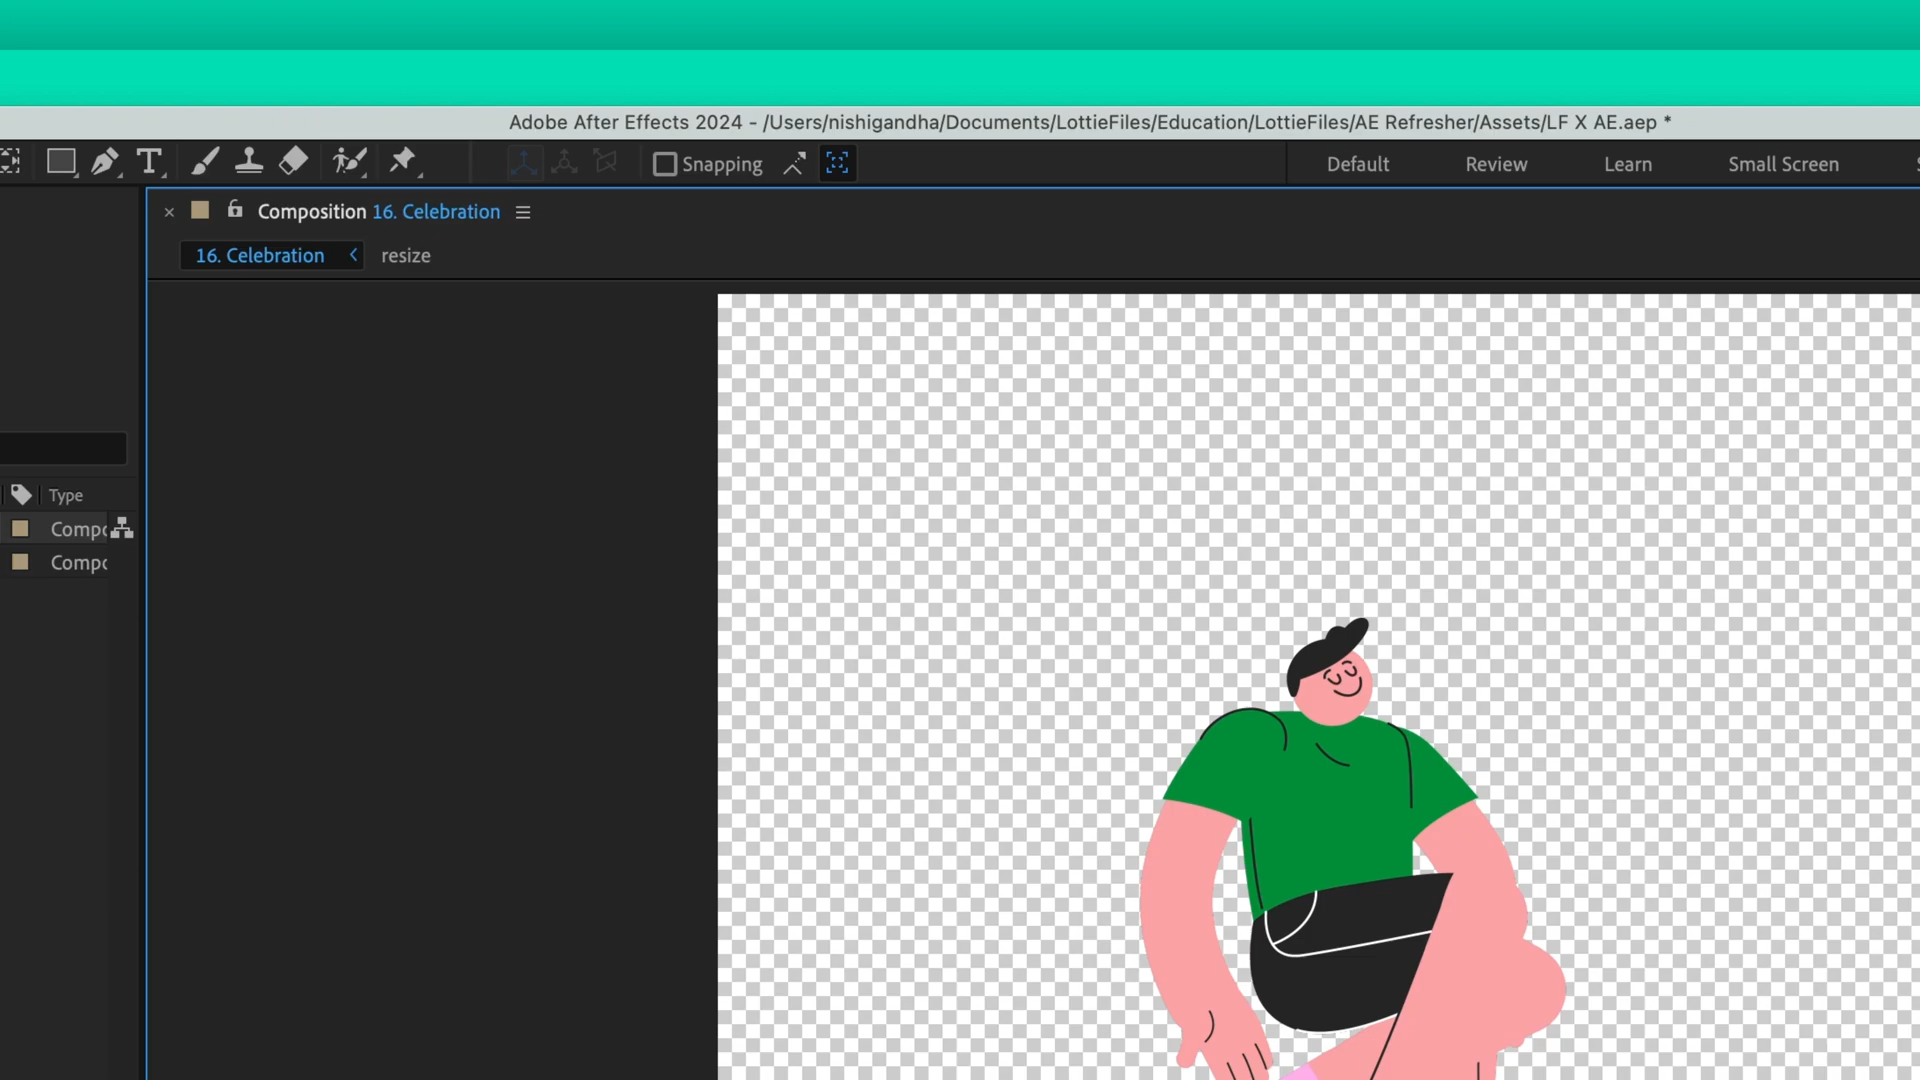 Adobe After Effects 2024 - /Users/nishigandha/Documents/LottieFiles/Education/LottieFiles/AE Refresher/Assets/LF X AE.aep *
Snapping Default Review Learn Small Screen
Composition 16. Celebration
16. Celebration resize
Type
Compo
Compo